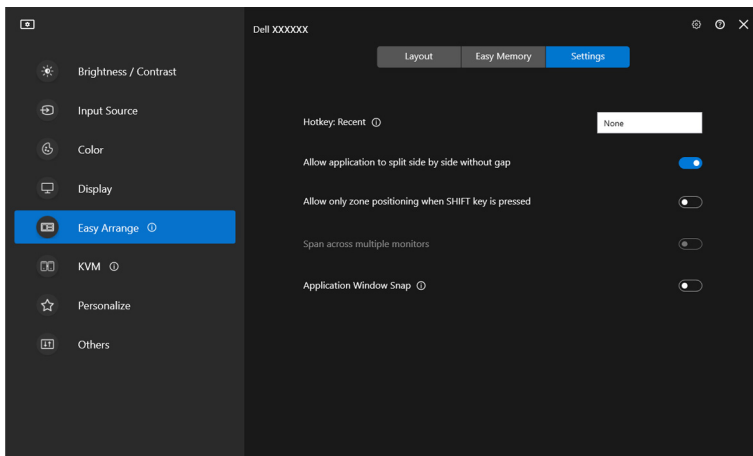 Dell XXXXXX
Layout
Easy Memory
Settings
Brightness / Contrast
Input Source
Color
Display
Easy Arrange
KVM
Personalize
Others
Hotkey: Recent
None
Allow application to split side by side without gap
Allow only zone positioning when SHIFT key is pressed
Span across multiple monitors
Application Window Snap